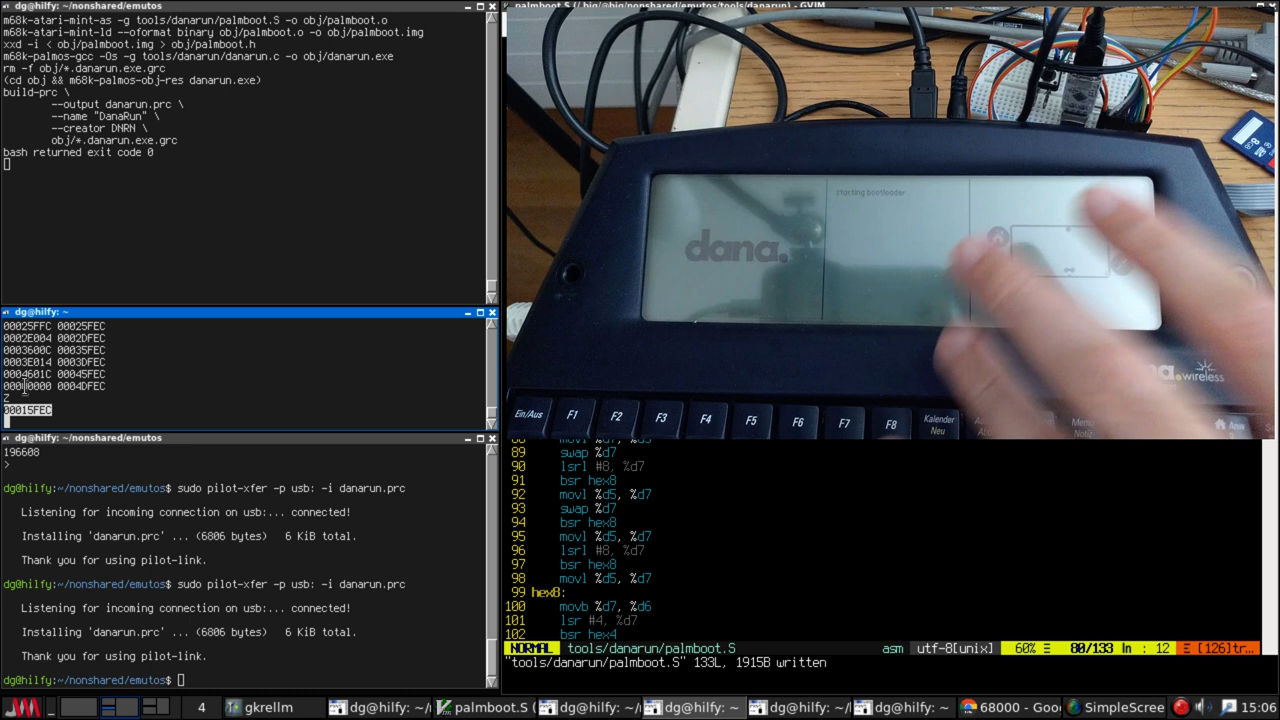 dg@hilfy: ~/nonshared/emutos
m68k-atari-mint-as -g tools/danarun/palmboot.S -o obj/palmboot.o
m68k-atari-mint-ld --oformat binary obj/palmboot.o -o obj/palmboot.img
xxd -i < obj/palmboot.img > obj/palmboot.h
m68k-palmos-gcc -Os -g tools/danarun/danarun.c -o obj/danarun.exe
rm -f obj/*.danarun.exe.grc
(cd obj && m68k-palmos-obj-res danarun.exe)
build-prc \
--output danarun.prc \
--name "DanaRun" \
--creator DNRN \
obj/*.danarun.exe.grc
bash returned exit code 0
dg@hilfy: ~
00025FFC 00025FEC
0002E004 0002DFEC
0003600C 00035FEC
0003E014 0003DFEC
0004601C 00045FEC
0004DFEC
Z
00015FEC
dg@hilfy: ~/nonshared/emutos
196608
>
dg@hilfy:~/nonshared/emutos$ sudo pilot-xfer -p usb: -i danarun.prc
Listening for incoming connection on usb:... connected!
Installing 'danarun.prc' ... (6806 bytes)   6 KiB total.
Thank you for using pilot-link.
dg@hilfy:~/nonshared/emutos$ sudo pilot-xfer -p usb: -i danarun.prc
Listening for incoming connection on usb:... connected!
Installing 'danarun.prc' ... (6806 bytes)   6 KiB total.
Thank you for using pilot-link.
dg@hilfy:~/nonshared/emutos$
palmboot.S (/big/@big/nonshared/emutos/tools/danarun) - GVIM
starting bootloader
dana.
wireless
Ein/Aus F1 F2 F3 F4 F5 F6 F7 F8 Kalender
Neu
89 swap %d7
90 lsrl #8, %d7
91 bsr hex8
92 movl %d5, %d7
93 swap %d7
94 bsr hex8
95 movl %d5, %d7
96 lsrl #8, %d7
97 bsr hex8
98 movl %d5, %d7
99 hex8:
100 movb %d7, %d6
101 lsr #4, %d7
102 bsr hex4
NORMAL tools/danarun/palmboot.S asm utf-8[unix] 60% Ξ 80/133 ln : 12 Ξ [126]tr…
"tools/danarun/palmboot.S" 133L, 1915B written
4 gkrellm dg@hilfy: ~/n palmboot.S ( dg@hilfy: ~/n dg@hilfy: ~ dg@hilfy: ~/n dg@hilfy: ~ 68000 - Goo SimpleScree 15:06